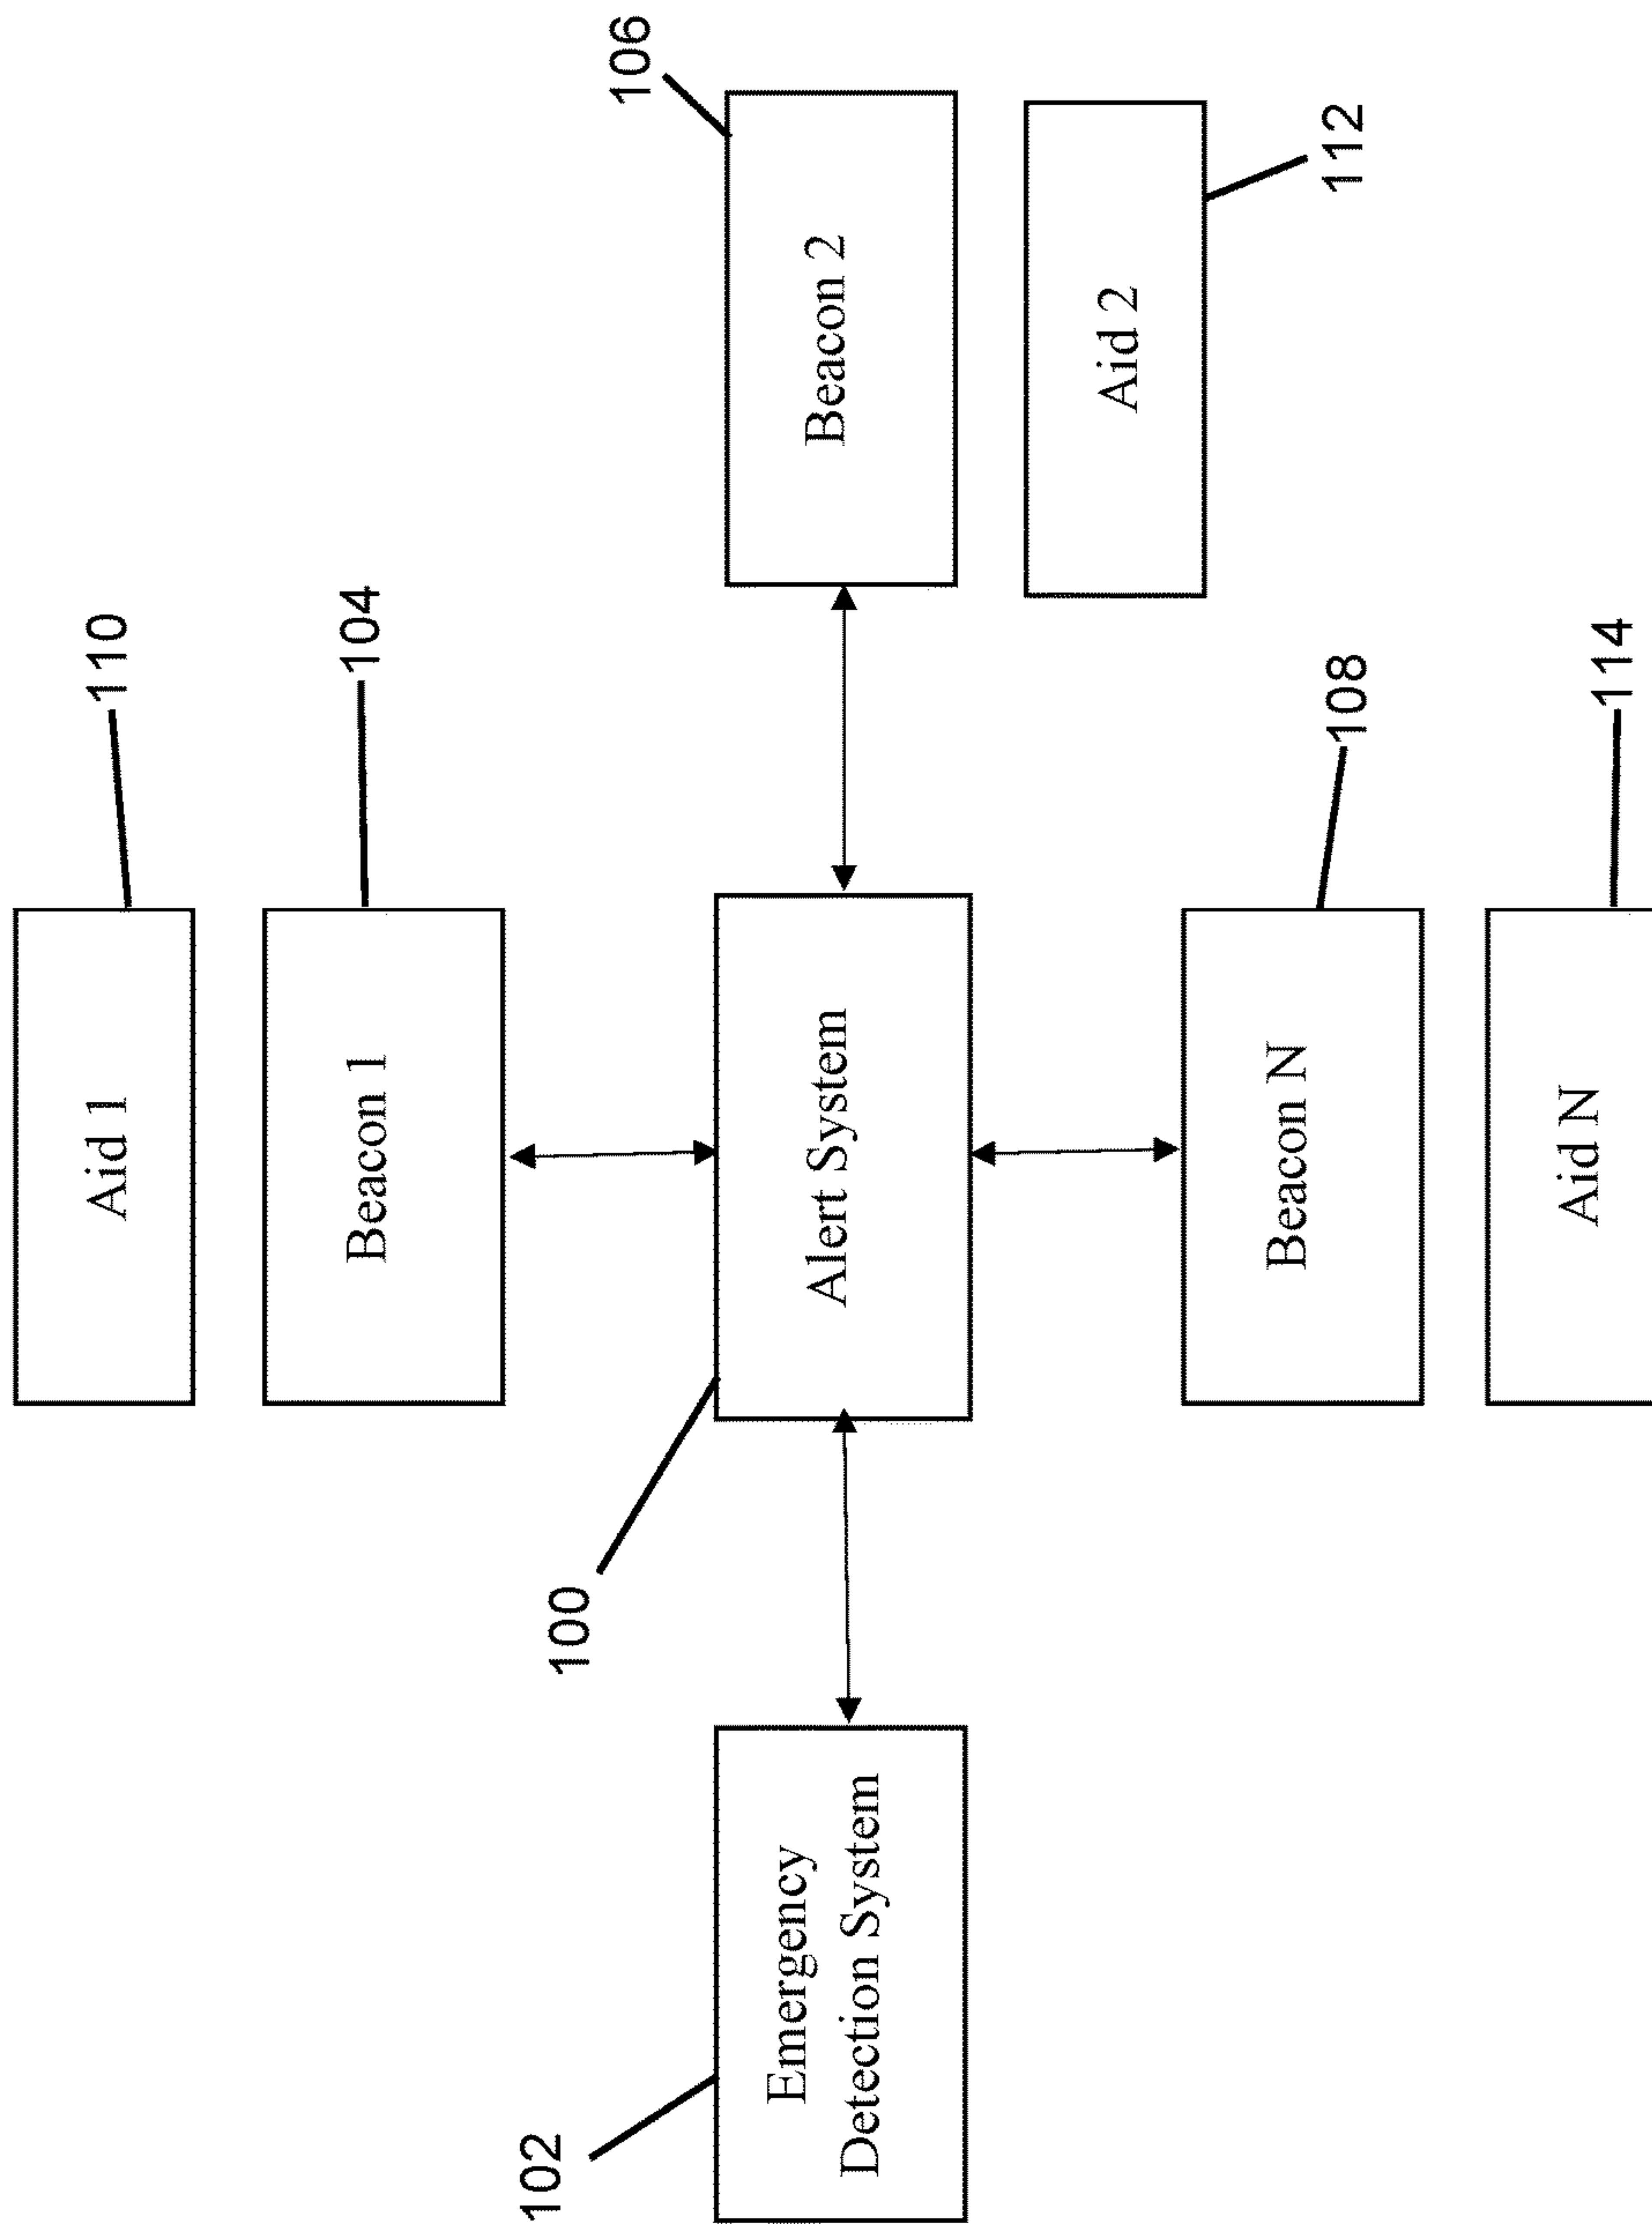 Aid 1
110
Beacon 1
104
102
Emergency
Detection System
100
Alert System
Beacon 2
106
Aid 2
112
Beacon N
108
Aid N
114